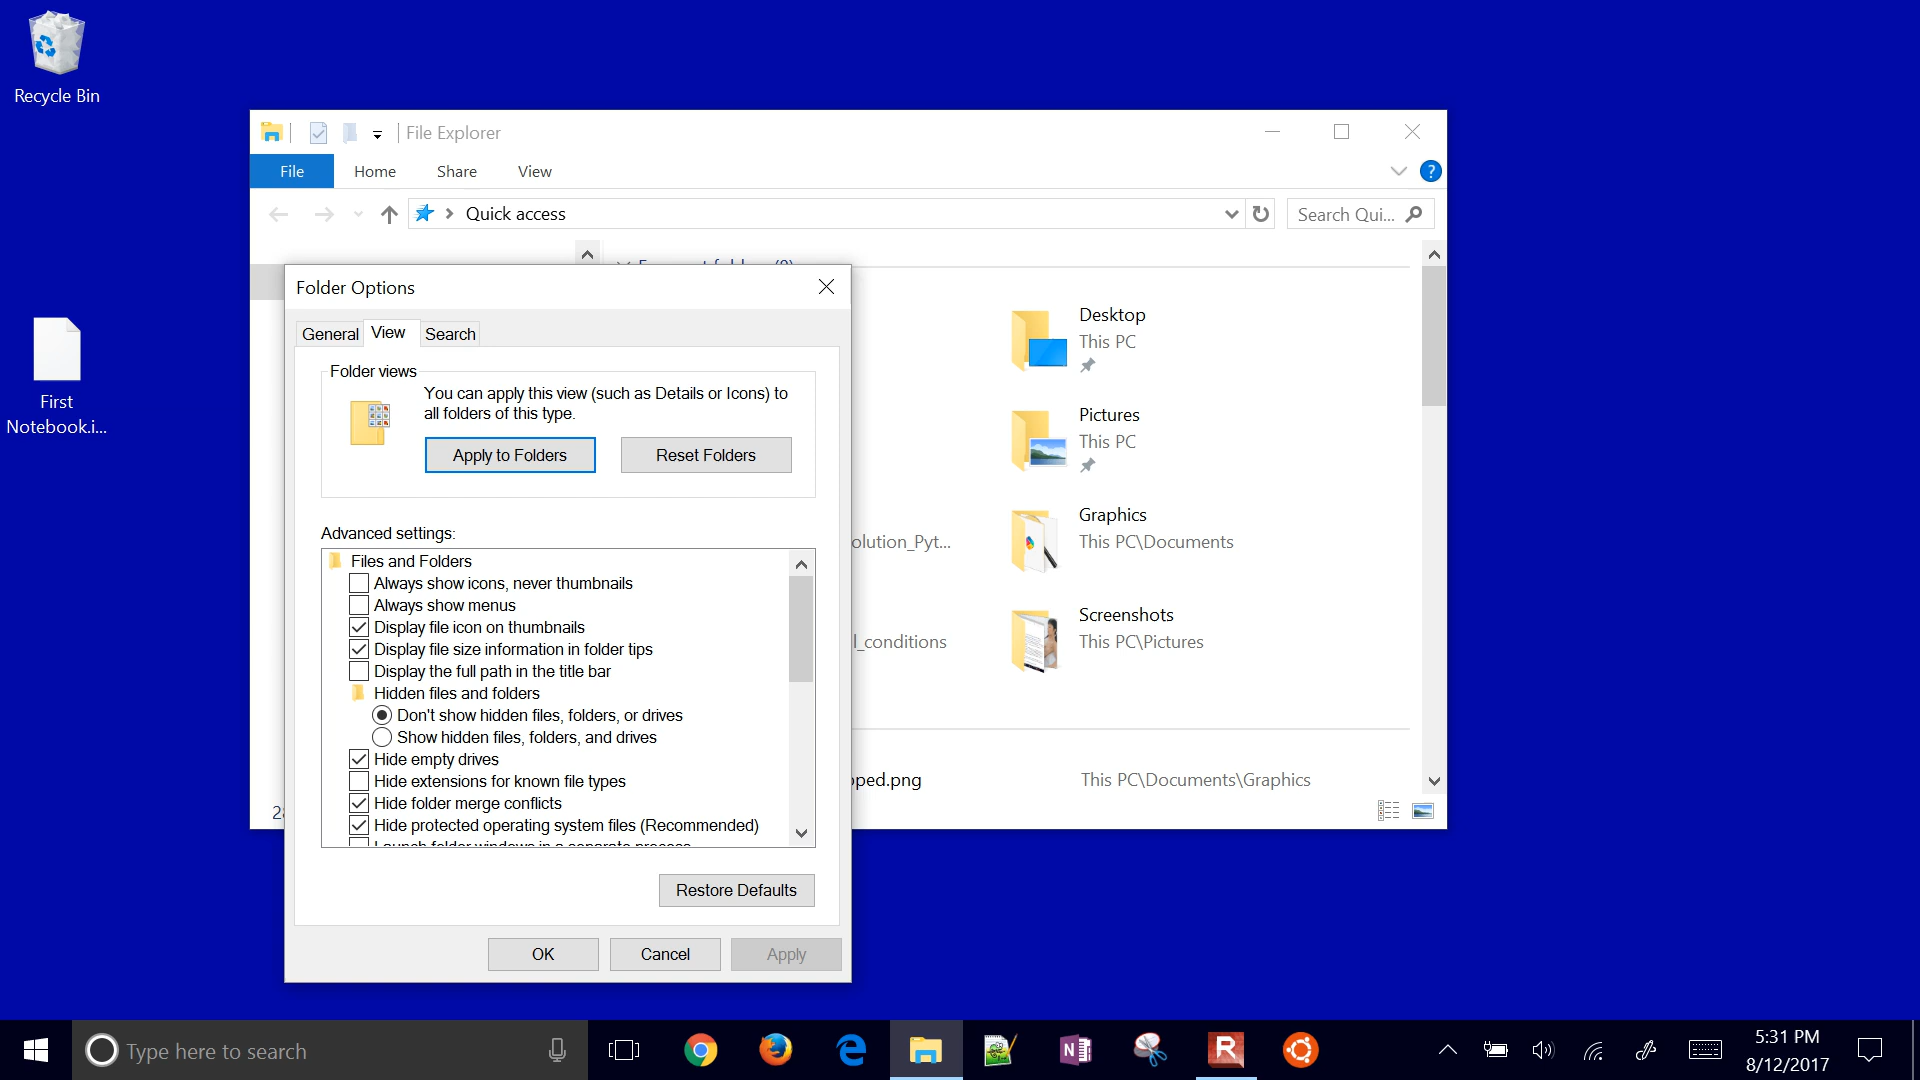 Recycle Bin
First
Notebook.i...
File Explorer
File
Home
Share
View
Quick access
Search Qui...
Folder Options
General
View
Search
Folder views
You can apply this view (such as Details or Icons) to
all folders of this type.
Apply to Folders
Reset Folders
Advanced settings:
Files and Folders
Always show icons, never thumbnails
Always show menus
Display file icon on thumbnails
Display file size information in folder tips
Display the full path in the title bar
Hidden files and folders
Don't show hidden files, folders, or drives
Show hidden files, folders, and drives
Hide empty drives
Hide extensions for known file types
Hide folder merge conflicts
Hide protected operating system files (Recommended)
Launch folder windows in a separate process
Restore Defaults
OK
Cancel
Apply
Desktop
This PC
Pictures
This PC
Graphics
This PC\Documents
olution_Pyt...
Screenshots
This PC\Pictures
l_conditions
pped.png
This PC\Documents\Graphics
Type here to search
5:31 PM
8/12/2017